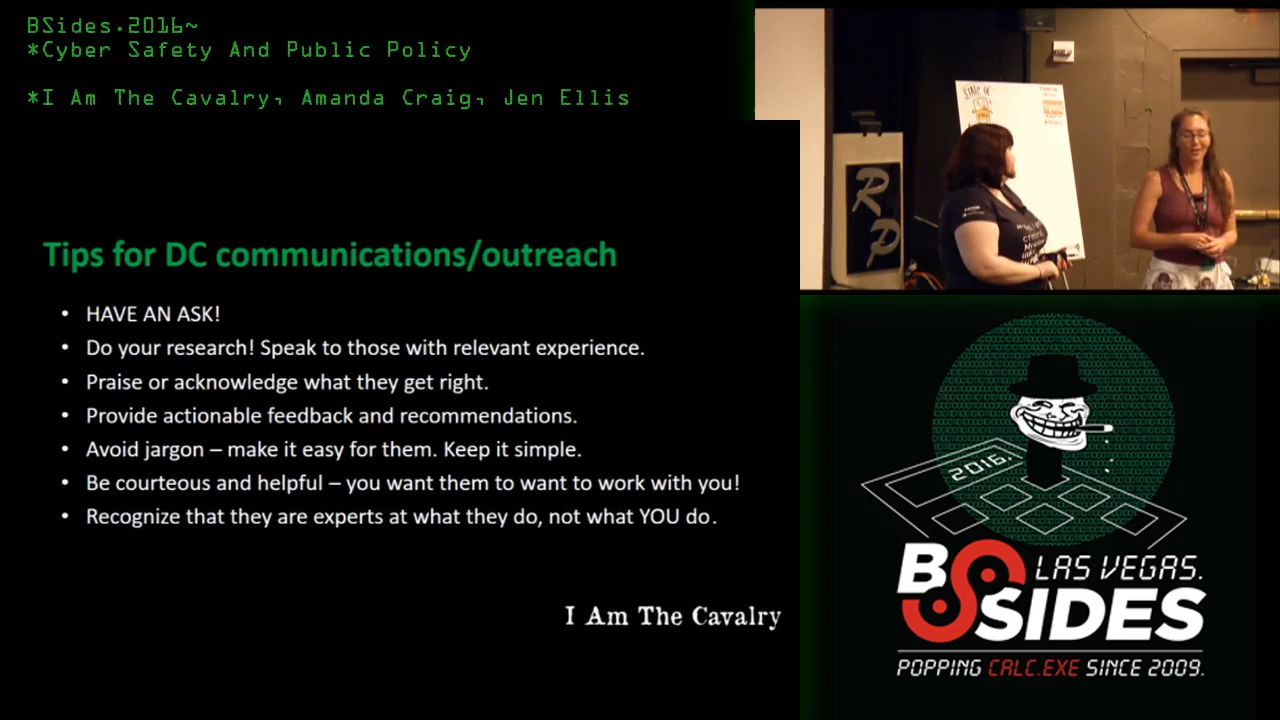 BSides.2016~
*Cyber Safety And Public Policy
*I Am The Cavalry, Amanda Craig, Jen Ellis
SINS OF
RP
Tips for DC communications/outreach
• HAVE AN ASK!
• Do your research! Speak to those with relevant experience.
• Praise or acknowledge what they get right.
• Provide actionable feedback and recommendations.
• Avoid jargon – make it easy for them. Keep it simple.
• Be courteous and helpful – you want them to want to work with you!
• Recognize that they are experts at what they do, not what YOU do.
I Am The Cavalry
2016.
BSIDES
LAS VEGAS.
POPPING CALC.EXE SINCE 2009.